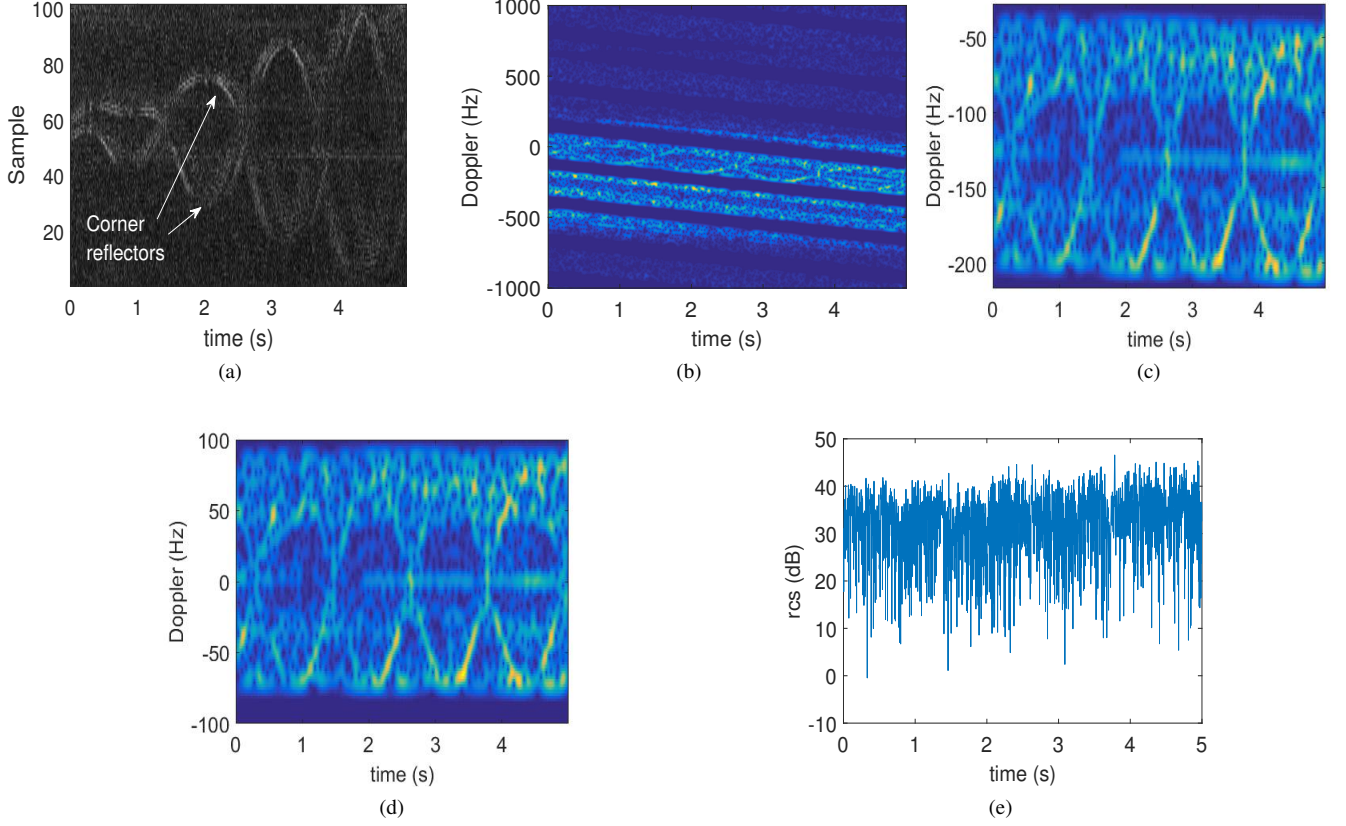 100
80
60
40
20
Sample
Corner
reflectors
0 1 2 3 4
time (s)
(a)
1000
500
0
-500
-1000
Doppler (Hz)
0 1 2 3 4
time (s)
(b)
-50
-100
-150
-200
Doppler (Hz)
0 1 2 3 4
time (s)
(c)
100
50
0
-50
-100
Doppler (Hz)
0 1 2 3 4
time (s)
(d)
50
40
30
20
10
0
-10
rcs (dB)
0 1 2 3 4 5
time (s)
(e)